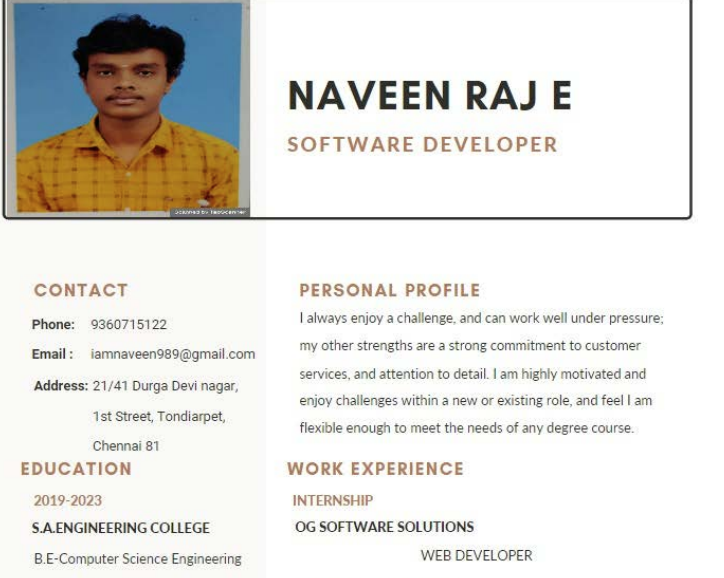 NAVEEN RAJ E
SOFTWARE DEVELOPER
CONTACT
Phone: 9360715122
Email : iamnaveen989@gmail.com
Address: 21/41 Durga Devi nagar,
1st Street, Tondiarpet,
Chennai 81
EDUCATION
2019-2023
S.A.ENGINEERING COLLEGE
B.E-Computer Science Engineering
PERSONAL PROFILE
I always enjoy a challenge, and can work well under pressure;
my other strengths are a strong commitment to customer
services, and attention to detail. I am highly motivated and
enjoy challenges within a new or existing role, and feel I am
flexible enough to meet the needs of any degree course.
WORK EXPERIENCE
INTERNSHIP
OG SOFTWARE SOLUTIONS
WEB DEVELOPER